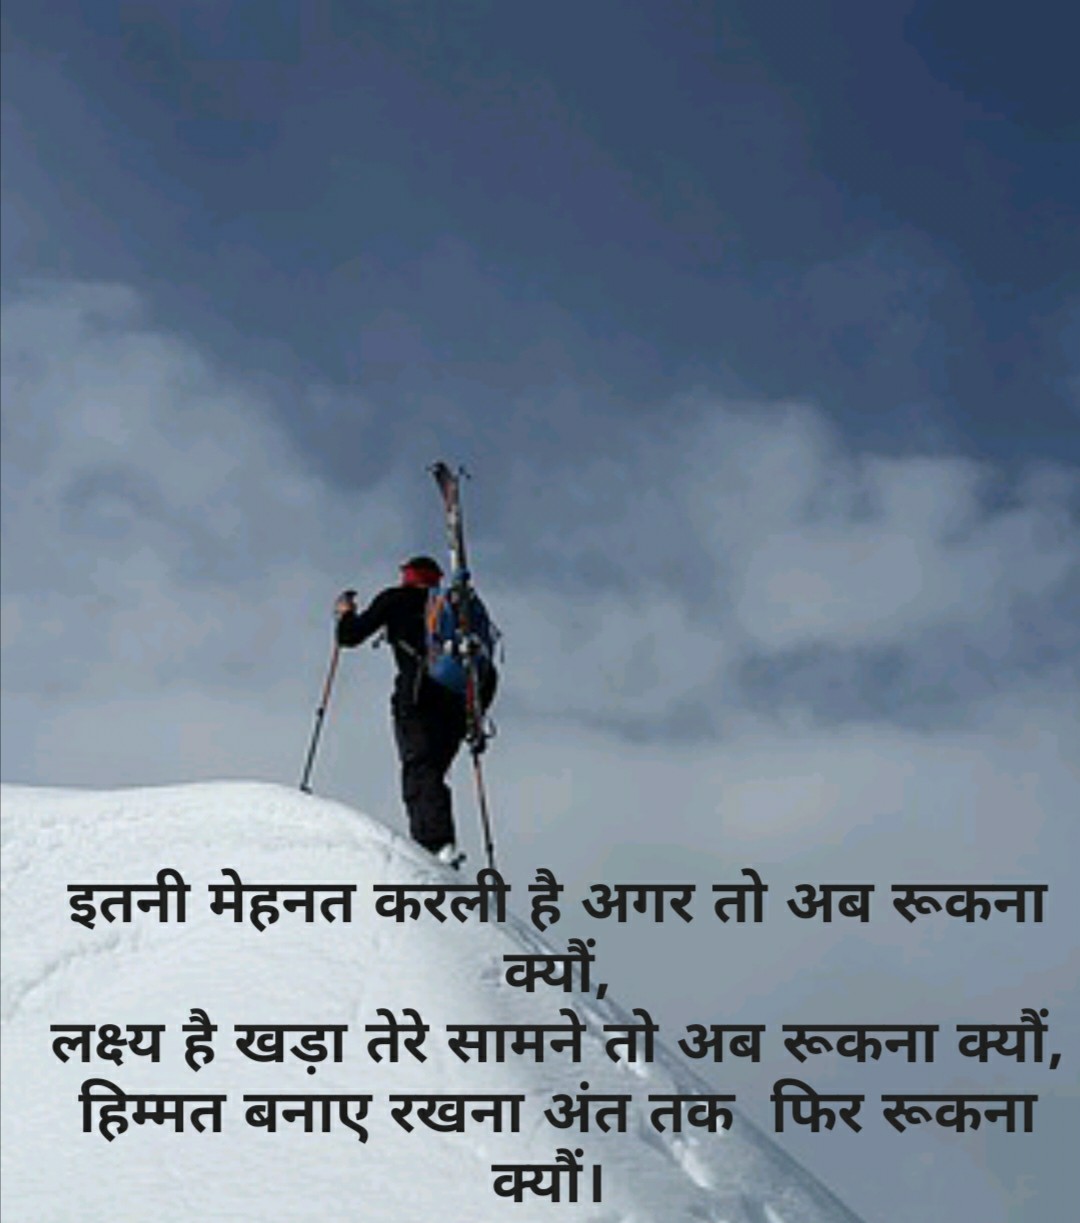 इतनी मेहनत करली है अगर तो अब रूकना
क्यौं,
लक्ष्य है खड़ा तेरे सामने तो अब रूकना क्यौं,
हिम्मत बनाए रखना अंत तक फिर रूकना
क्यौं।